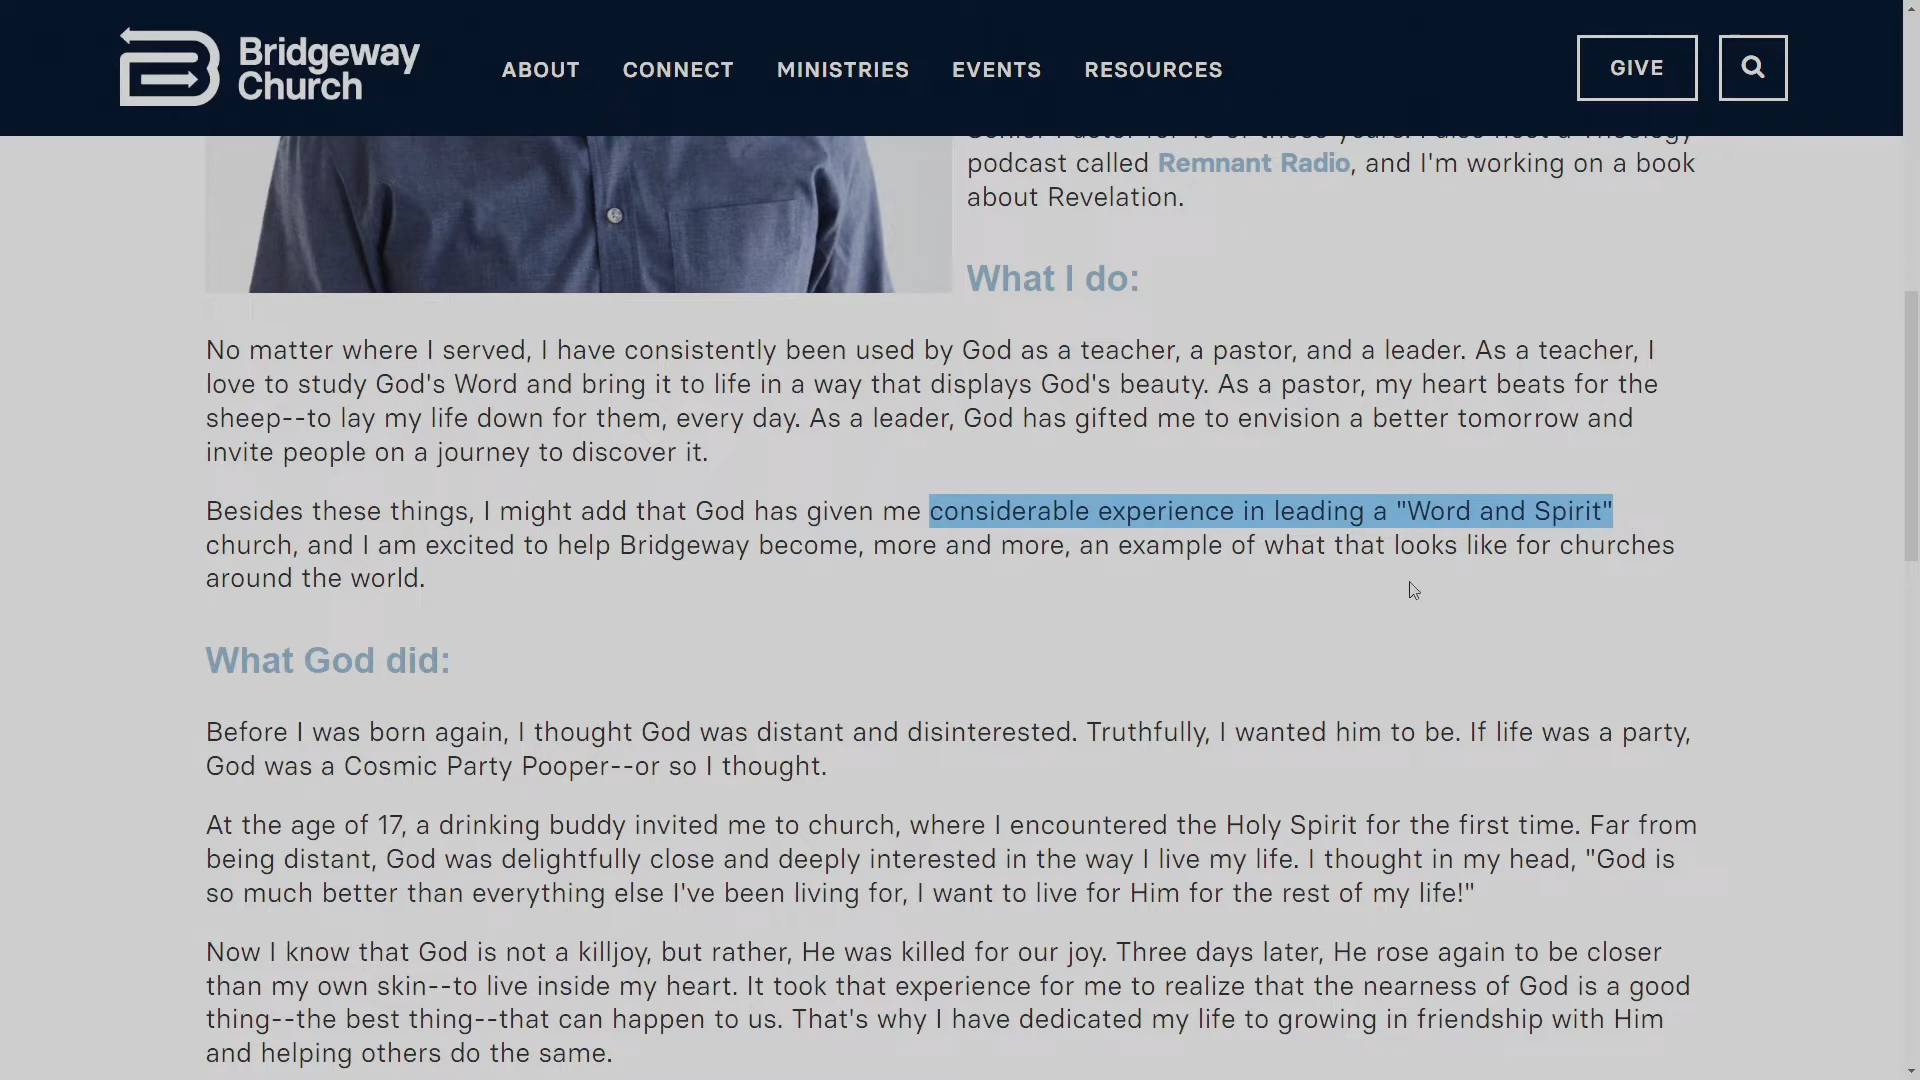 Bridgeway
Church
ABOUT
CONNECT
MINISTRIES
EVENTS
RESOURCES
GIVE
podcast called Remnant Radio, and I'm working on a book
about Revelation.
What I do:
No matter where I served, I have consistently been used by God as a teacher, a pastor, and a leader. As a teacher, I
love to study God's Word and bring it to life in a way that displays God's beauty. As a pastor, my heart beats for the
sheep--to lay my life down for them, every day. As a leader, God has gifted me to envision a better tomorrow and
invite people on a journey to discover it.
Besides these things, I might add that God has given me considerable experience in leading a "Word and Spirit"
church, and I am excited to help Bridgeway become, more and more, an example of what that looks like for churches
around the world.
What God did:
Before I was born again, I thought God was distant and disinterested. Truthfully, I wanted him to be. If life was a party,
God was a Cosmic Party Pooper--or so I thought.
At the age of 17, a drinking buddy invited me to church, where I encountered the Holy Spirit for the first time. Far from
being distant, God was delightfully close and deeply interested in the way I live my life. I thought in my head, "God is
so much better than everything else I've been living for, I want to live for Him for the rest of my life!"
Now I know that God is not a killjoy, but rather, He was killed for our joy. Three days later, He rose again to be closer
than my own skin--to live inside my heart. It took that experience for me to realize that the nearness of God is a good
thing--the best thing--that can happen to us. That's why I have dedicated my life to growing in friendship with Him
and helping others do the same.